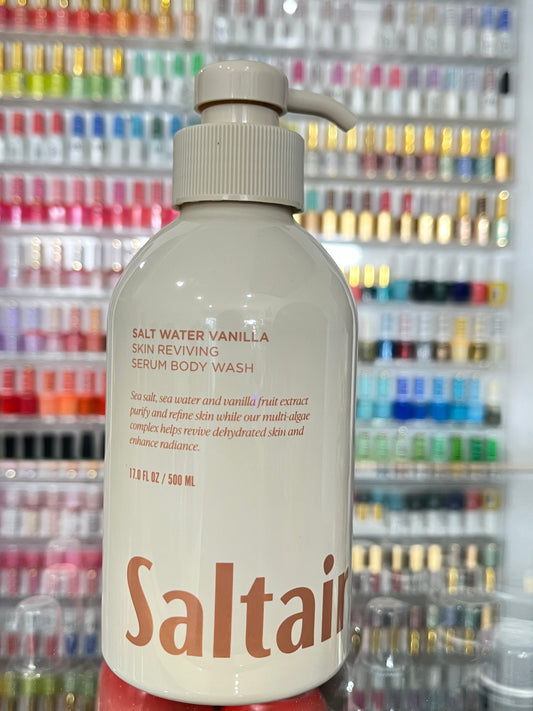 SALT WATER VANILLA
SKIN REVIVING
SERUM BODY WASH
Sea salt, sea water and vanilla fruit extract
purify and refine skin while our multi-algae
complex helps revive dehydrated skin and
enhance radiance.
17.0 FL OZ / 500 ML
Saltair